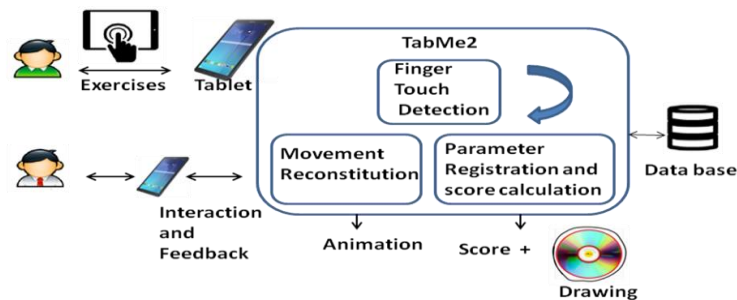 TabMe2
Finger
Touch
Detection
Exercises
Tablet
Movement
Reconstitution
Parameter
Registration and
score calculation
Data base
Interaction
and
Feedback
Animation
Score +
Drawing